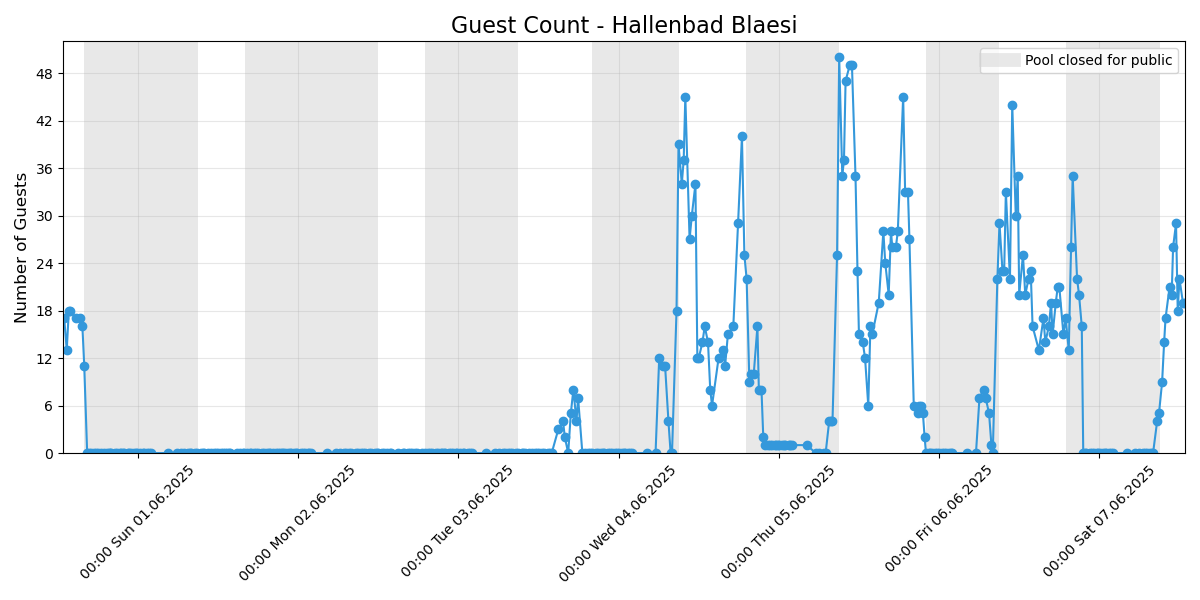 Guest Count - Hallenbad Blaesi
Pool closed for public
Number of Guests
48
42
36
30
24
18
12
6
0
00:00 Sun 01.06.2025
00:00 Mon 02.06.2025
00:00 Tue 03.06.2025
00:00 Wed 04.06.2025
00:00 Thu 05.06.2025
00:00 Fri 06.06.2025
00:00 Sat 07.06.2025